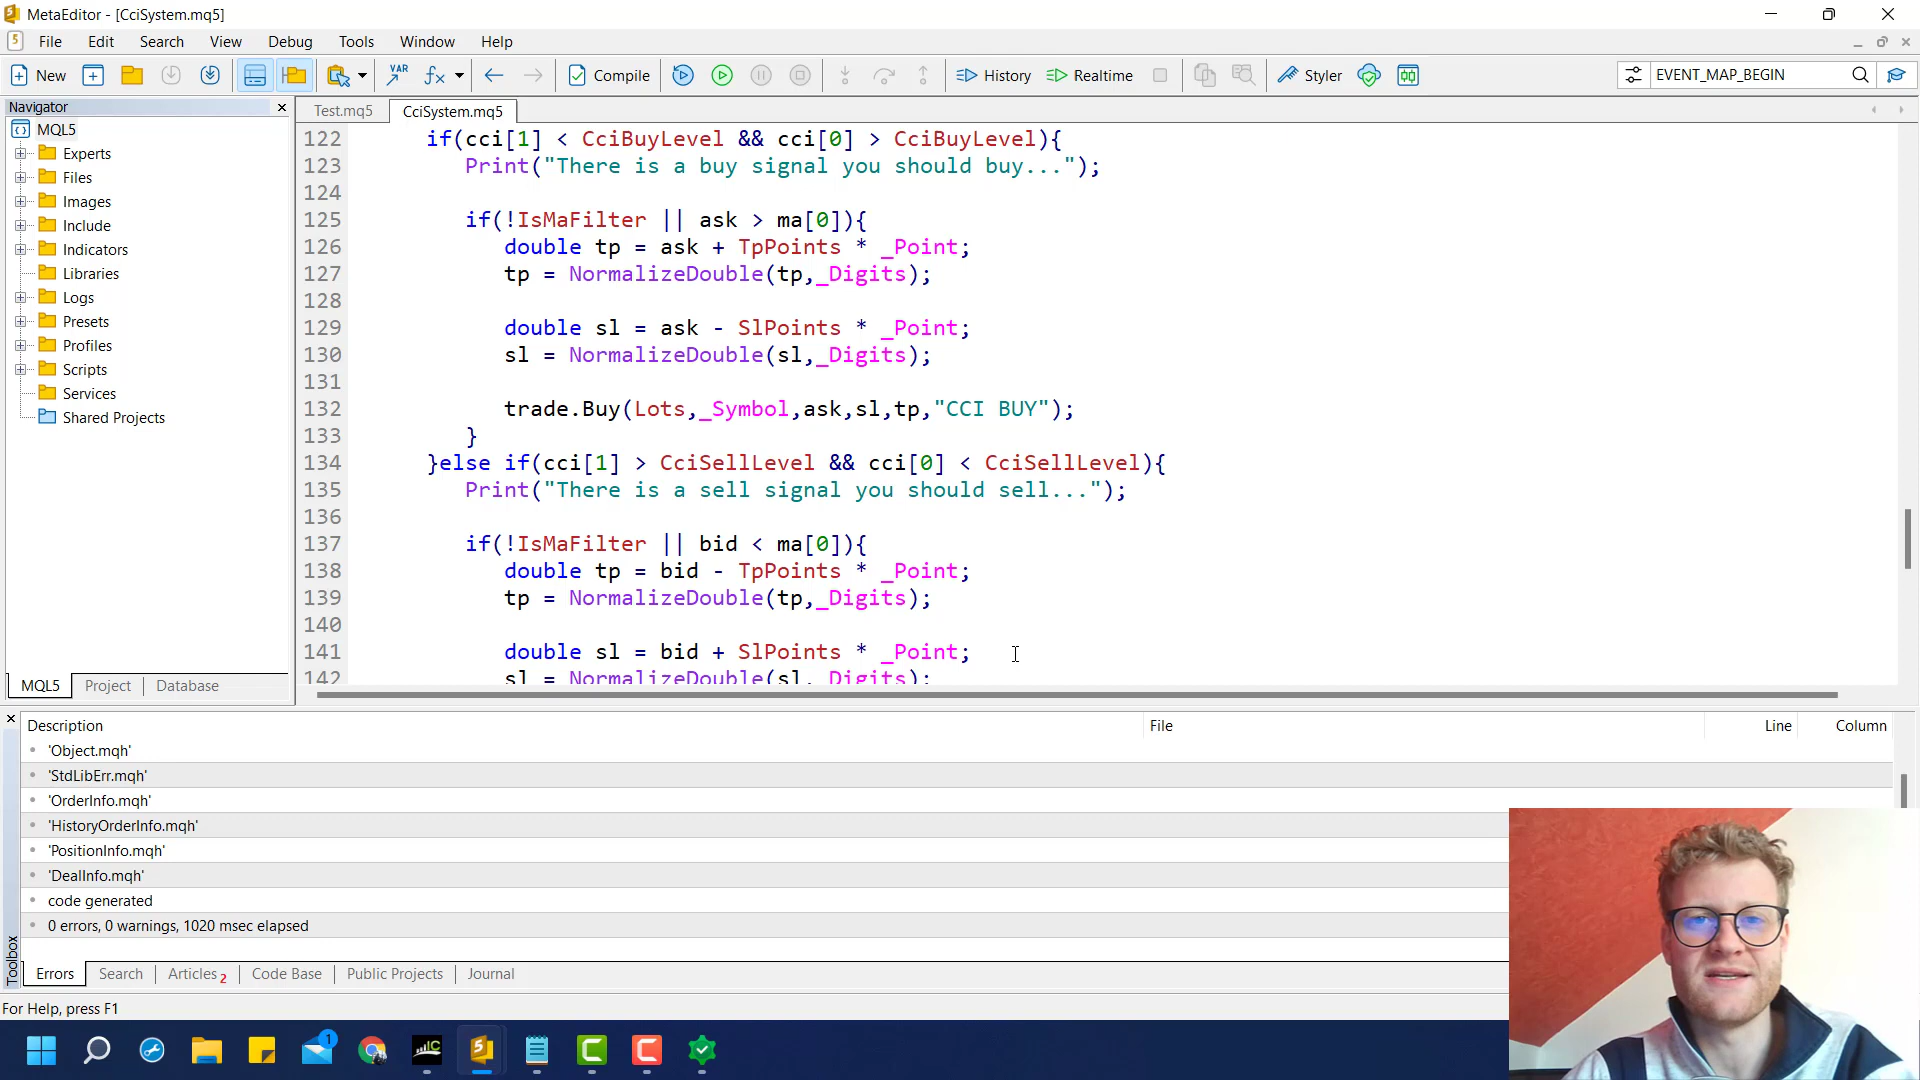 MetaEditor - [CciSystem.mq5]
File Edit Search View Debug Tools Window Help
New VAR fx Compile History Realtime Styler EVENT_MAP_BEGIN
Navigator
MQL5
Experts
Files
Images
Include
Indicators
Libraries
Logs
Presets
Profiles
Scripts
Services
Shared Projects
MQL5 Project Database
Test.mq5 CciSystem.mq5
122 if(cci[1] < CciBuyLevel && cci[0] > CciBuyLevel){
123 Print("There is a buy signal you should buy...");
124
125 if(!IsMaFilter || ask > ma[0]){
126 double tp = ask + TpPoints * _Point;
127 tp = NormalizeDouble(tp,_Digits);
128
129 double sl = ask - SlPoints * _Point;
130 sl = NormalizeDouble(sl,_Digits);
131
132 trade.Buy(Lots,_Symbol,ask,sl,tp,"CCI BUY");
133 }
134 }else if(cci[1] > CciSellLevel && cci[0] < CciSellLevel){
135 Print("There is a sell signal you should sell...");
136
137 if(!IsMaFilter || bid < ma[0]){
138 double tp = bid - TpPoints * _Point;
139 tp = NormalizeDouble(tp,_Digits);
140
141 double sl = bid + SlPoints * _Point;
142 sl = NormalizeDouble(sl,_Digits);
Description File Line Column
'Object.mqh'
'StdLibErr.mqh'
'OrderInfo.mqh'
'HistoryOrderInfo.mqh'
'PositionInfo.mqh'
'DealInfo.mqh'
code generated
0 errors, 0 warnings, 1020 msec elapsed
Toolbox
Errors Search Articles 2 Code Base Public Projects Journal
For Help, press F1
1
IC